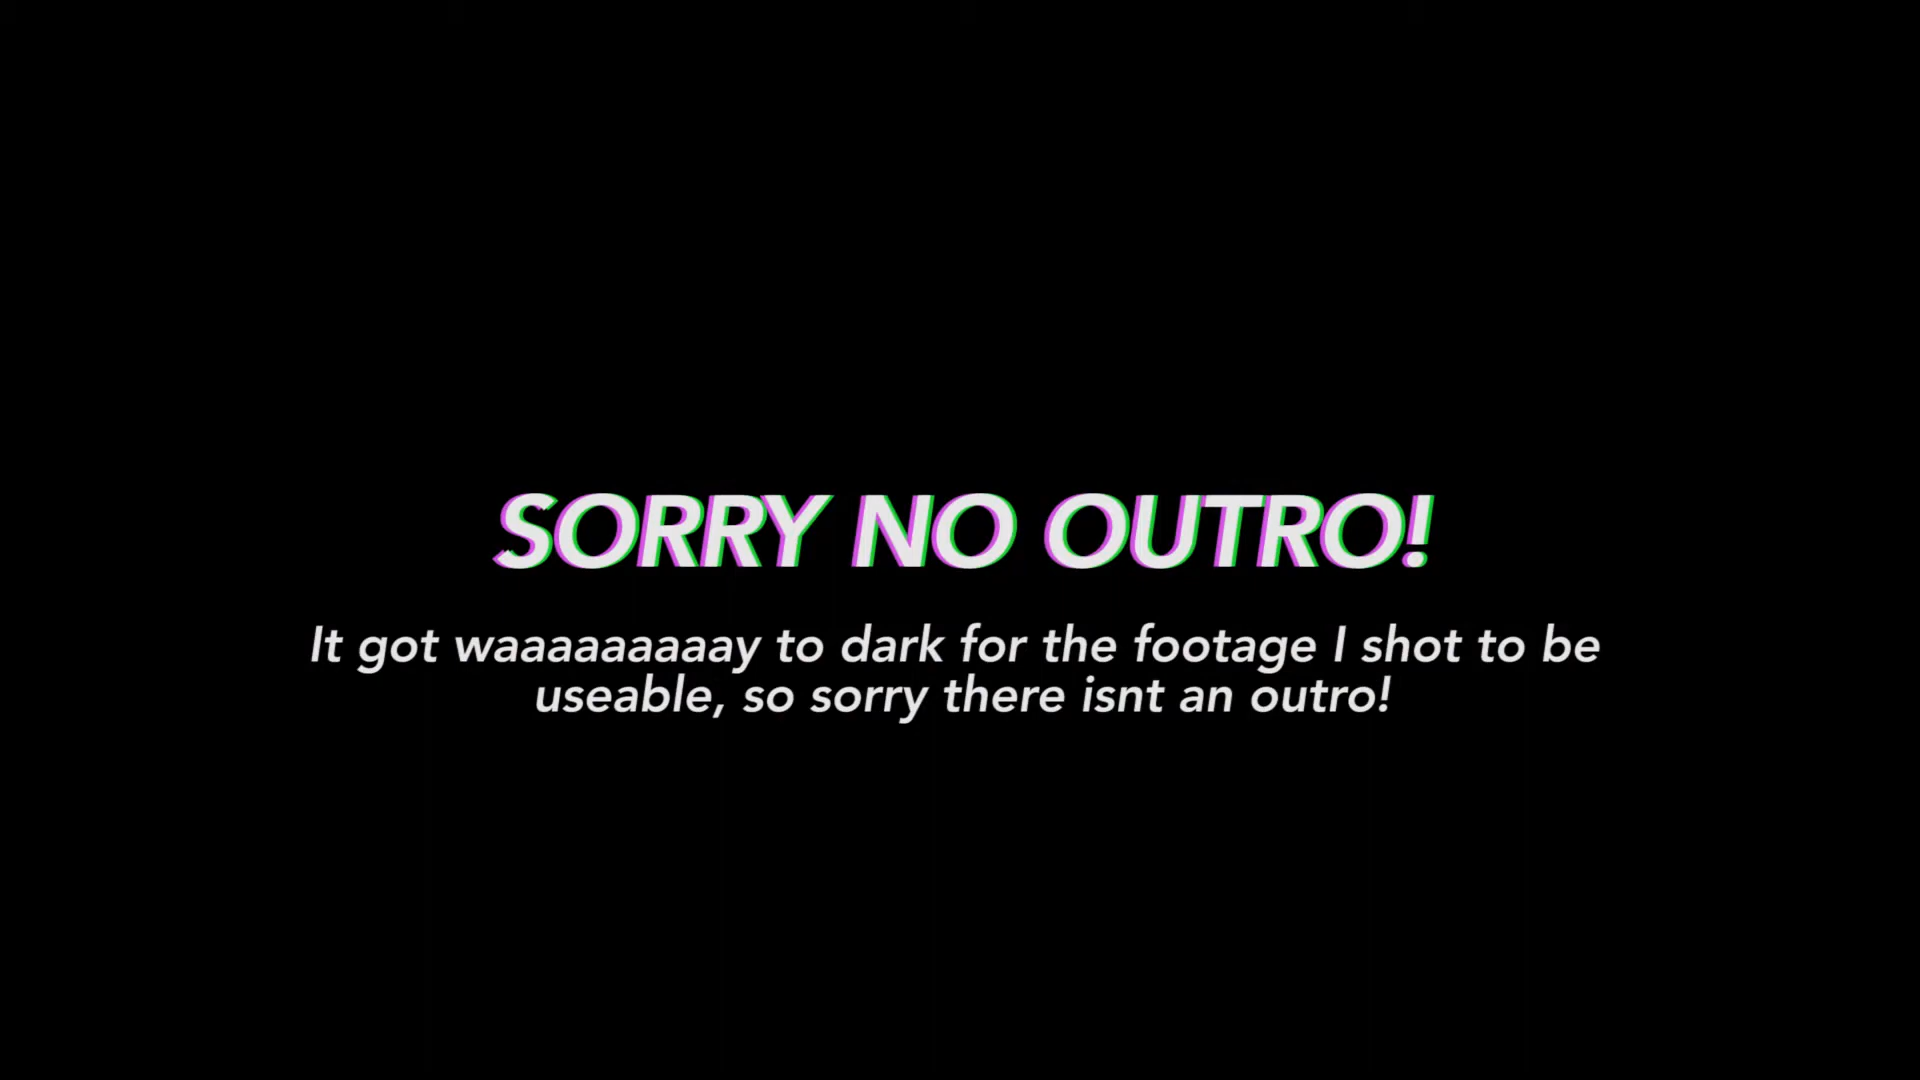 SORRY NO OUTRO!
It got waaaaaaaaay to dark for the footage I shot to be
useable, so sorry there isnt an outro!